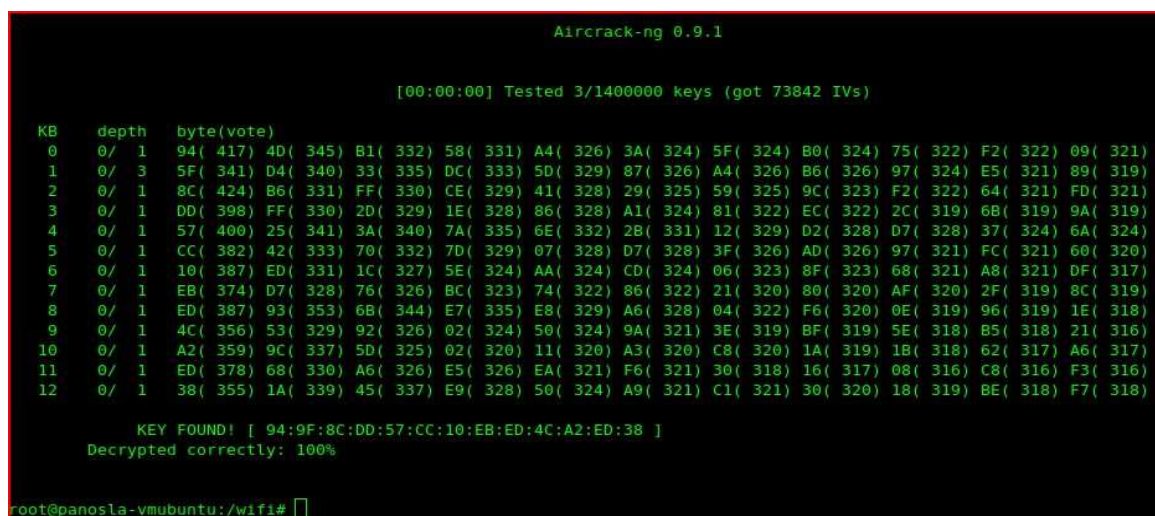 Aircrack-ng 0.9.1
[00:00:00] Tested 3/1400000 keys (got 73842 IVs)
KB depth byte(vote)
0 0/ 1 94( 417) 4D( 345) B1( 332) 58( 331) A4( 326) 3A( 324) 5F( 324) B0( 324) 75( 322) F2( 322) 09( 321)
1 0/ 3 5F( 341) D4( 340) 33( 335) DC( 333) 5D( 329) 87( 326) A4( 326) B6( 326) 97( 324) E5( 321) 89( 319)
2 0/ 1 8C( 424) B6( 331) FF( 330) CE( 329) 41( 328) 29( 325) 59( 325) 9C( 323) F2( 322) 64( 321) FD( 321)
3 0/ 1 DD( 398) FF( 330) 2D( 329) 1E( 328) 86( 328) A1( 324) 81( 322) EC( 322) 2C( 319) 6B( 319) 9A( 319)
4 0/ 1 57( 400) 25( 341) 3A( 340) 7A( 335) 6E( 332) 2B( 331) 12( 329) D2( 328) D7( 328) 37( 324) 6A( 324)
5 0/ 1 CC( 382) 42( 333) 70( 332) 7D( 329) 07( 328) D7( 328) 3F( 326) AD( 326) 97( 321) FC( 321) 60( 320)
6 0/ 1 10( 387) ED( 331) 1C( 327) 5E( 324) AA( 324) CD( 324) 06( 323) 8F( 323) 68( 321) A8( 321) DF( 317)
7 0/ 1 EB( 374) D7( 328) 76( 326) BC( 323) 74( 322) 86( 322) 21( 320) 80( 320) AF( 320) 2F( 319) 8C( 319)
8 0/ 1 ED( 387) 93( 353) 6B( 344) E7( 335) E8( 329) A6( 328) 04( 322) F6( 320) 0E( 319) 96( 319) 1E( 318)
9 0/ 1 4C( 356) 53( 329) 92( 326) 02( 324) 50( 324) 9A( 321) 3E( 319) BF( 319) 5E( 318) B5( 318) 21( 316)
10 0/ 1 A2( 359) 9C( 337) 5D( 325) 02( 320) 11( 320) A3( 320) C8( 320) 1A( 319) 1B( 318) 62( 317) A6( 317)
11 0/ 1 ED( 378) 68( 330) A6( 326) E5( 326) EA( 321) F6( 321) 30( 318) 16( 317) 08( 316) C8( 316) F3( 316)
12 0/ 1 38( 355) 1A( 339) 45( 337) E9( 328) 50( 324) A9( 321) C1( 321) 30( 320) 18( 319) BE( 318) F7( 318)
KEY FOUND! [ 94:9F:8C:DD:57:CC:10:EB:ED:4C:A2:ED:38 ]
Decrypted correctly: 100%
root@panosla-vmubuntu:/wifi#